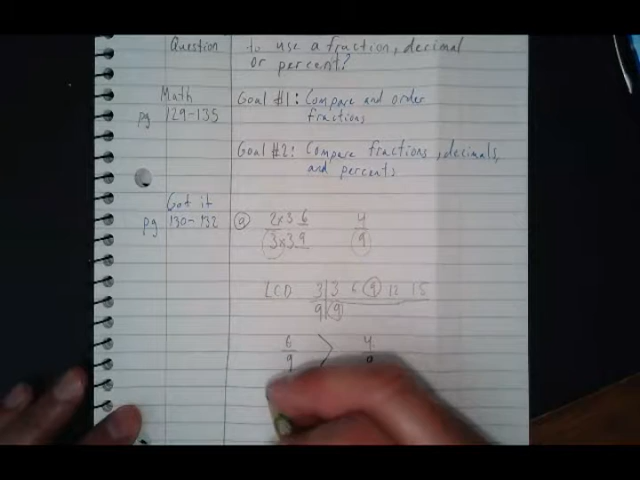 Question
to use a fraction, decimal
or percent?
Math
pg 129-135
Goal #1: Compare and order
fractions
Goal #2: Compare fractions, decimals,
and percents
Got it
pg 130-132
a 2x3 6 4
3x3 9 9
LCD 3 3 6 9 12 15
9 9
6 > 4
9 9